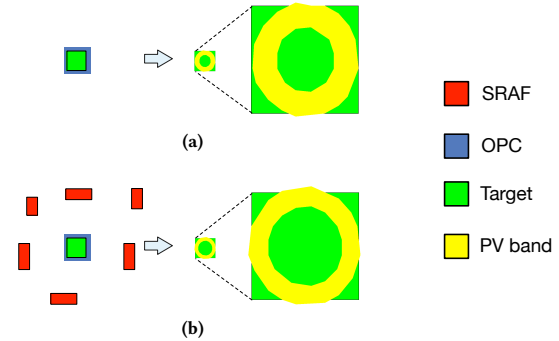 (a)
(b)
SRAF
OPC
Target
PV band